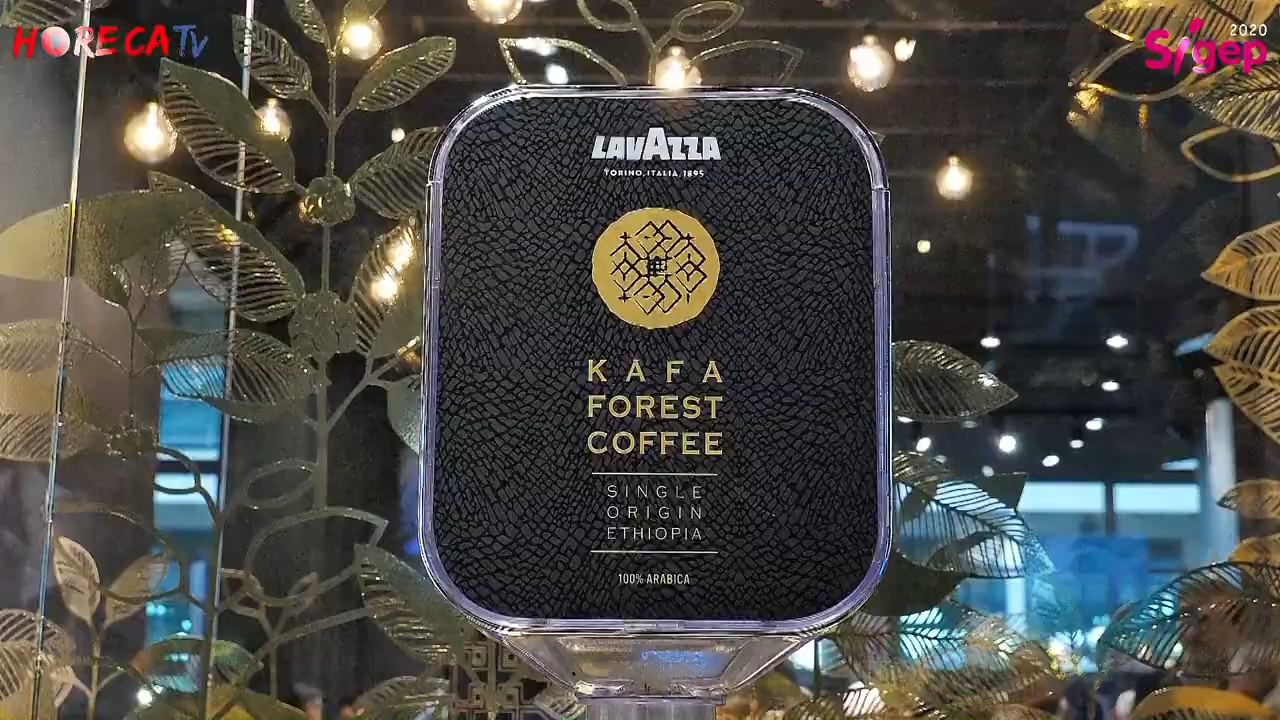 HORECATV
2020
Sigep
LAVAZZA
TORINO, ITALIA, 1895
KAFA
FOREST
COFFEE
SINGLE
ORIGIN
ETHIOPIA
100% ARABICA